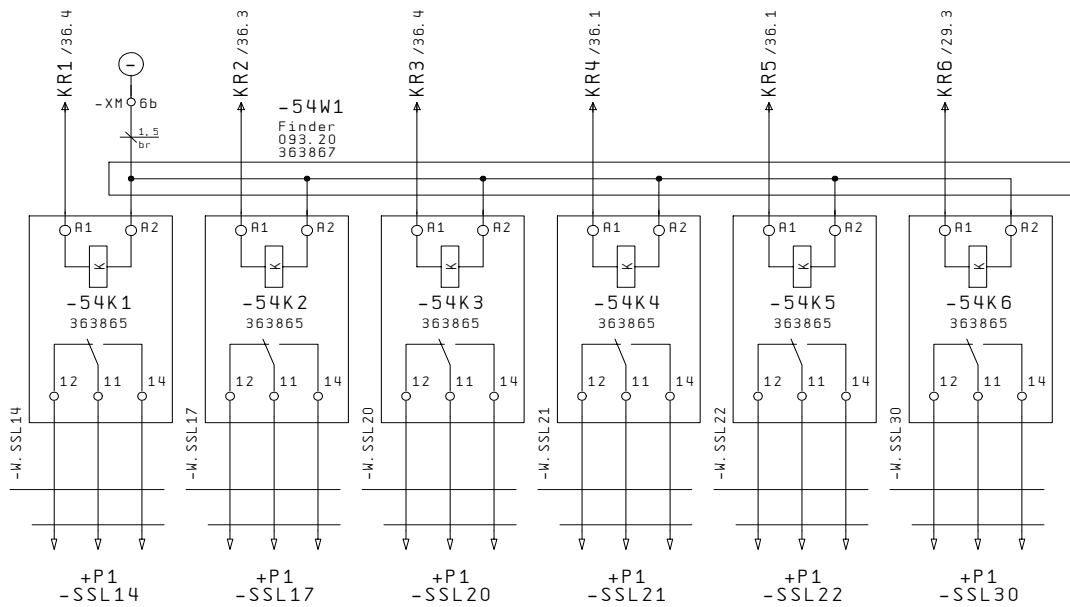 KR1 /36.4
KR2 /36.3
KR3 /36.4
KR4 /36.1
KR5 /36.1
KR6 /29.3
-
-XM 6b
1,5
br
-54W1
Finder
093.20
363867
A1 A2 A1 A2 A1 A2 A1 A2 A1 A2 A1 A2
K K K K K K
-54K1 -54K2 -54K3 -54K4 -54K5 -54K6
363865 363865 363865 363865 363865 363865
12 11 14 12 11 14 12 11 14 12 11 14 12 11 14 12 11 14
-W.SSL14
-W.SSL17
-W.SSL20
-W.SSL21
-W.SSL22
-W.SSL30
+P1 +P1 +P1 +P1 +P1 +P1
-SSL14 -SSL17 -SSL20 -SSL21 -SSL22 -SSL30